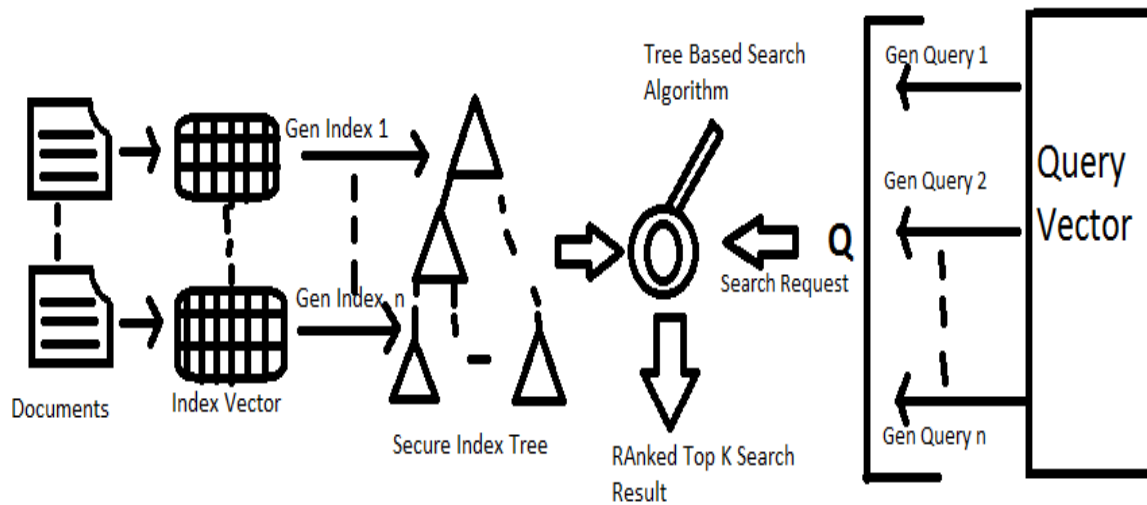 Gen Index 1
Gen Index  n
Documents
Index Vector
Secure Index Tree
Tree Based Search
Algorithm
RAnked Top K Search
Result
Q
Search Request
Gen Query 1
Gen Query 2
Gen Query n
Query
Vector